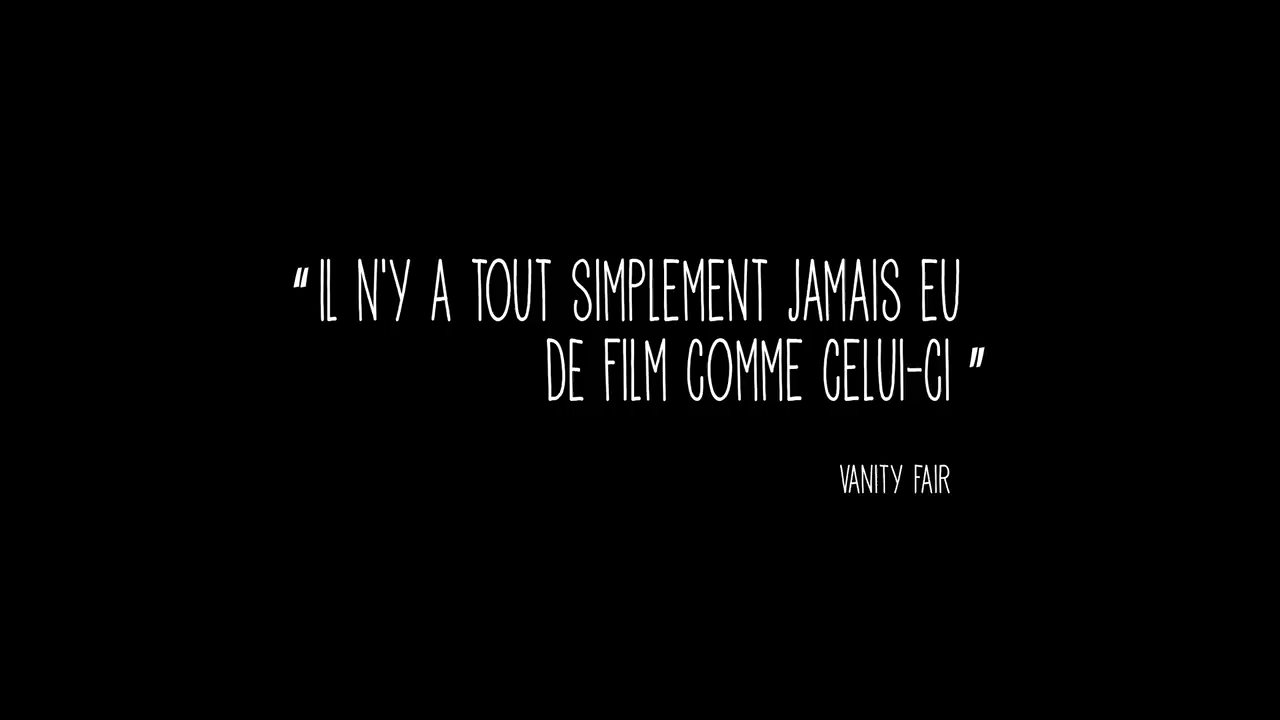 " IL N'Y A TOUT SIMPLEMENT JAMAIS EU
DE FILM COMME CELUI-CI "
VANITY FAIR